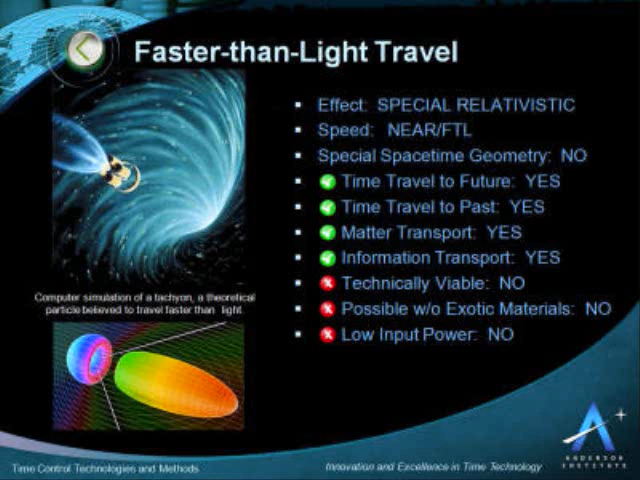 Faster-than-Light Travel
Effect: SPECIAL RELATIVISTIC
Speed: NEAR/FTL
Special Spacetime Geometry: NO
Time Travel to Future: YES
Time Travel to Past: YES
Matter Transport: YES
Information Transport: YES
Technically Viable: NO
Possible w/o Exotic Materials: NO
Low Input Power: NO
Computer simulation of a tachyon, a theoretical
particle believed to travel faster than light
Time Control Technologies and Methods
Innovation and Excellence in Time Technology
ANDERSON
INSTITUTE